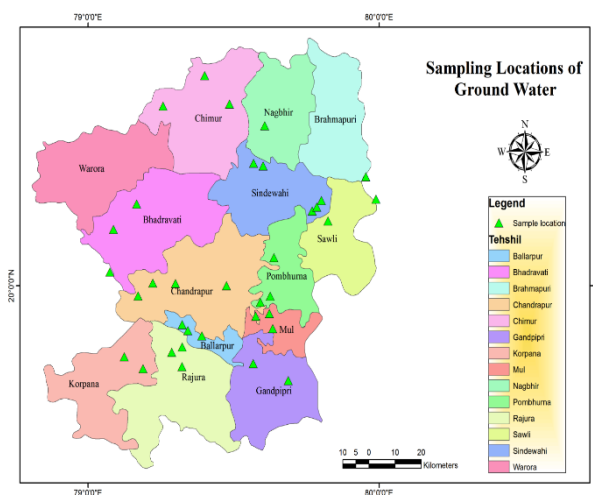 79°0'0"E
80°0'0"E
Sampling Locations of
Ground Water
Chimur
Nagbhir
Brahmapuri
N
W
E
S
Warora
Sindewahi
Bhadravati
Sawli
20°0'0"N
Pombhurna
Chandrapur
Mul
Ballarpur
Korpana
Rajura
Gandpipri
Legend
Sample location
Tehshil
Ballarpur
Bhadravati
Brahmapuri
Chandrapur
Chimur
Gandpipri
Korpana
Mul
Nagbhir
Pombhurna
Rajura
Sawli
Sindewahi
Warora
10 5 0 10 20
Kilometers
79°0'0"E
80°0'0"E